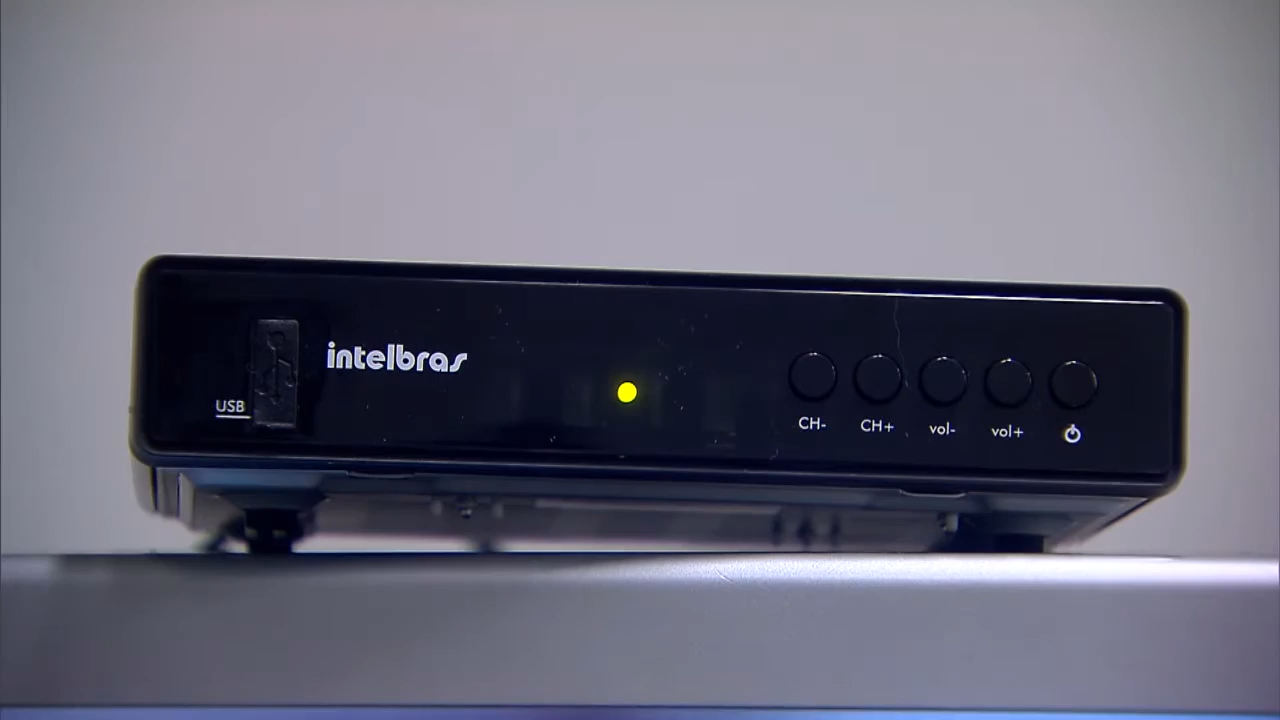 intelbras
USB
CH-
CH+
vol-
vol+